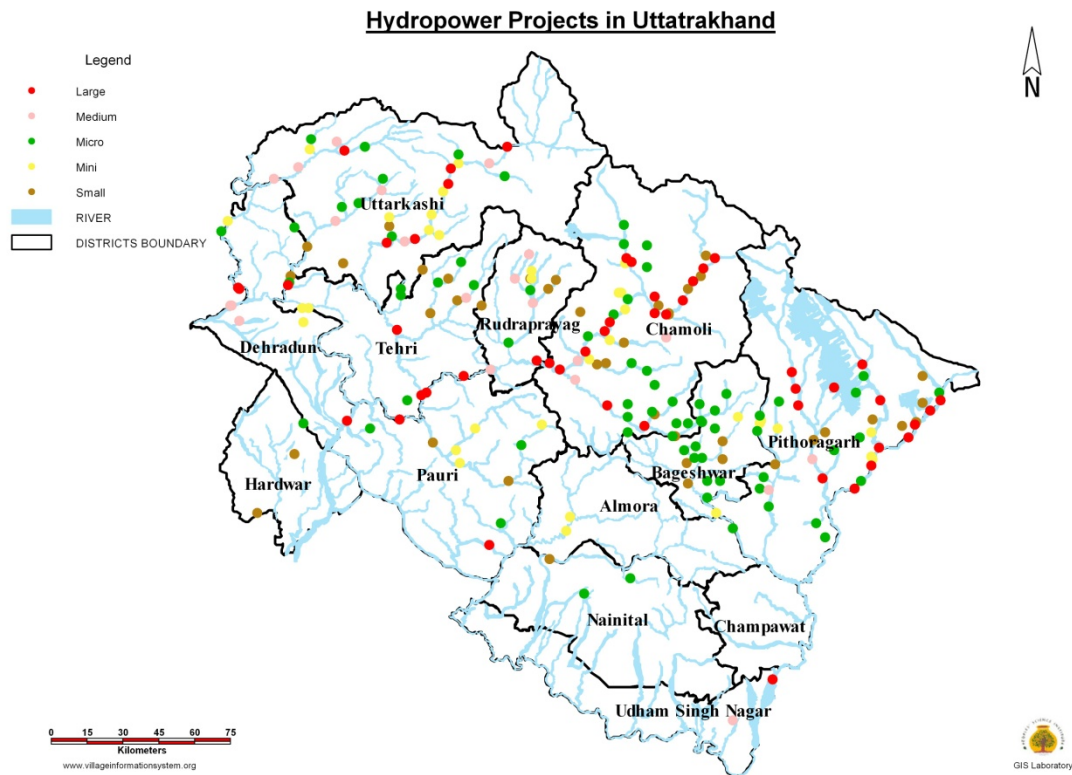 Hydropower Projects in Uttatrakhand
Legend
Large
Medium
Micro
Mini
Small
RIVER
DISTRICTS BOUNDARY
N
Uttarkashi
Rudraprayag
Chamoli
Dehradun
Tehri
Pithoragarh
Hardwar
Pauri
Bageshwar
Almora
Nainital
Champawat
Udham Singh Nagar
0 15 30 45 60 75
Kilometers
www.villageinformationsystem.org
GIS Laboratory